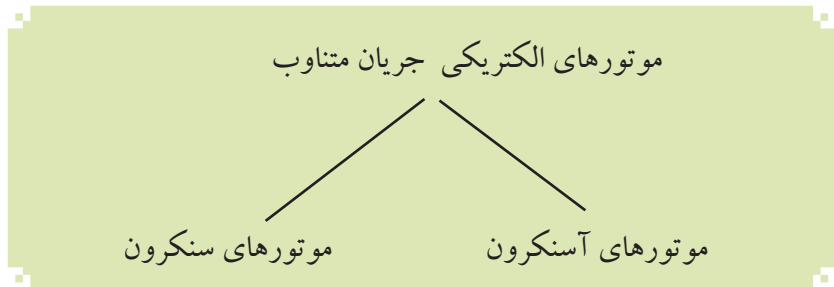 موتورهای الکتریکی جریان متناوب
موتورهای آسنکرون
موتورهای سنکرون